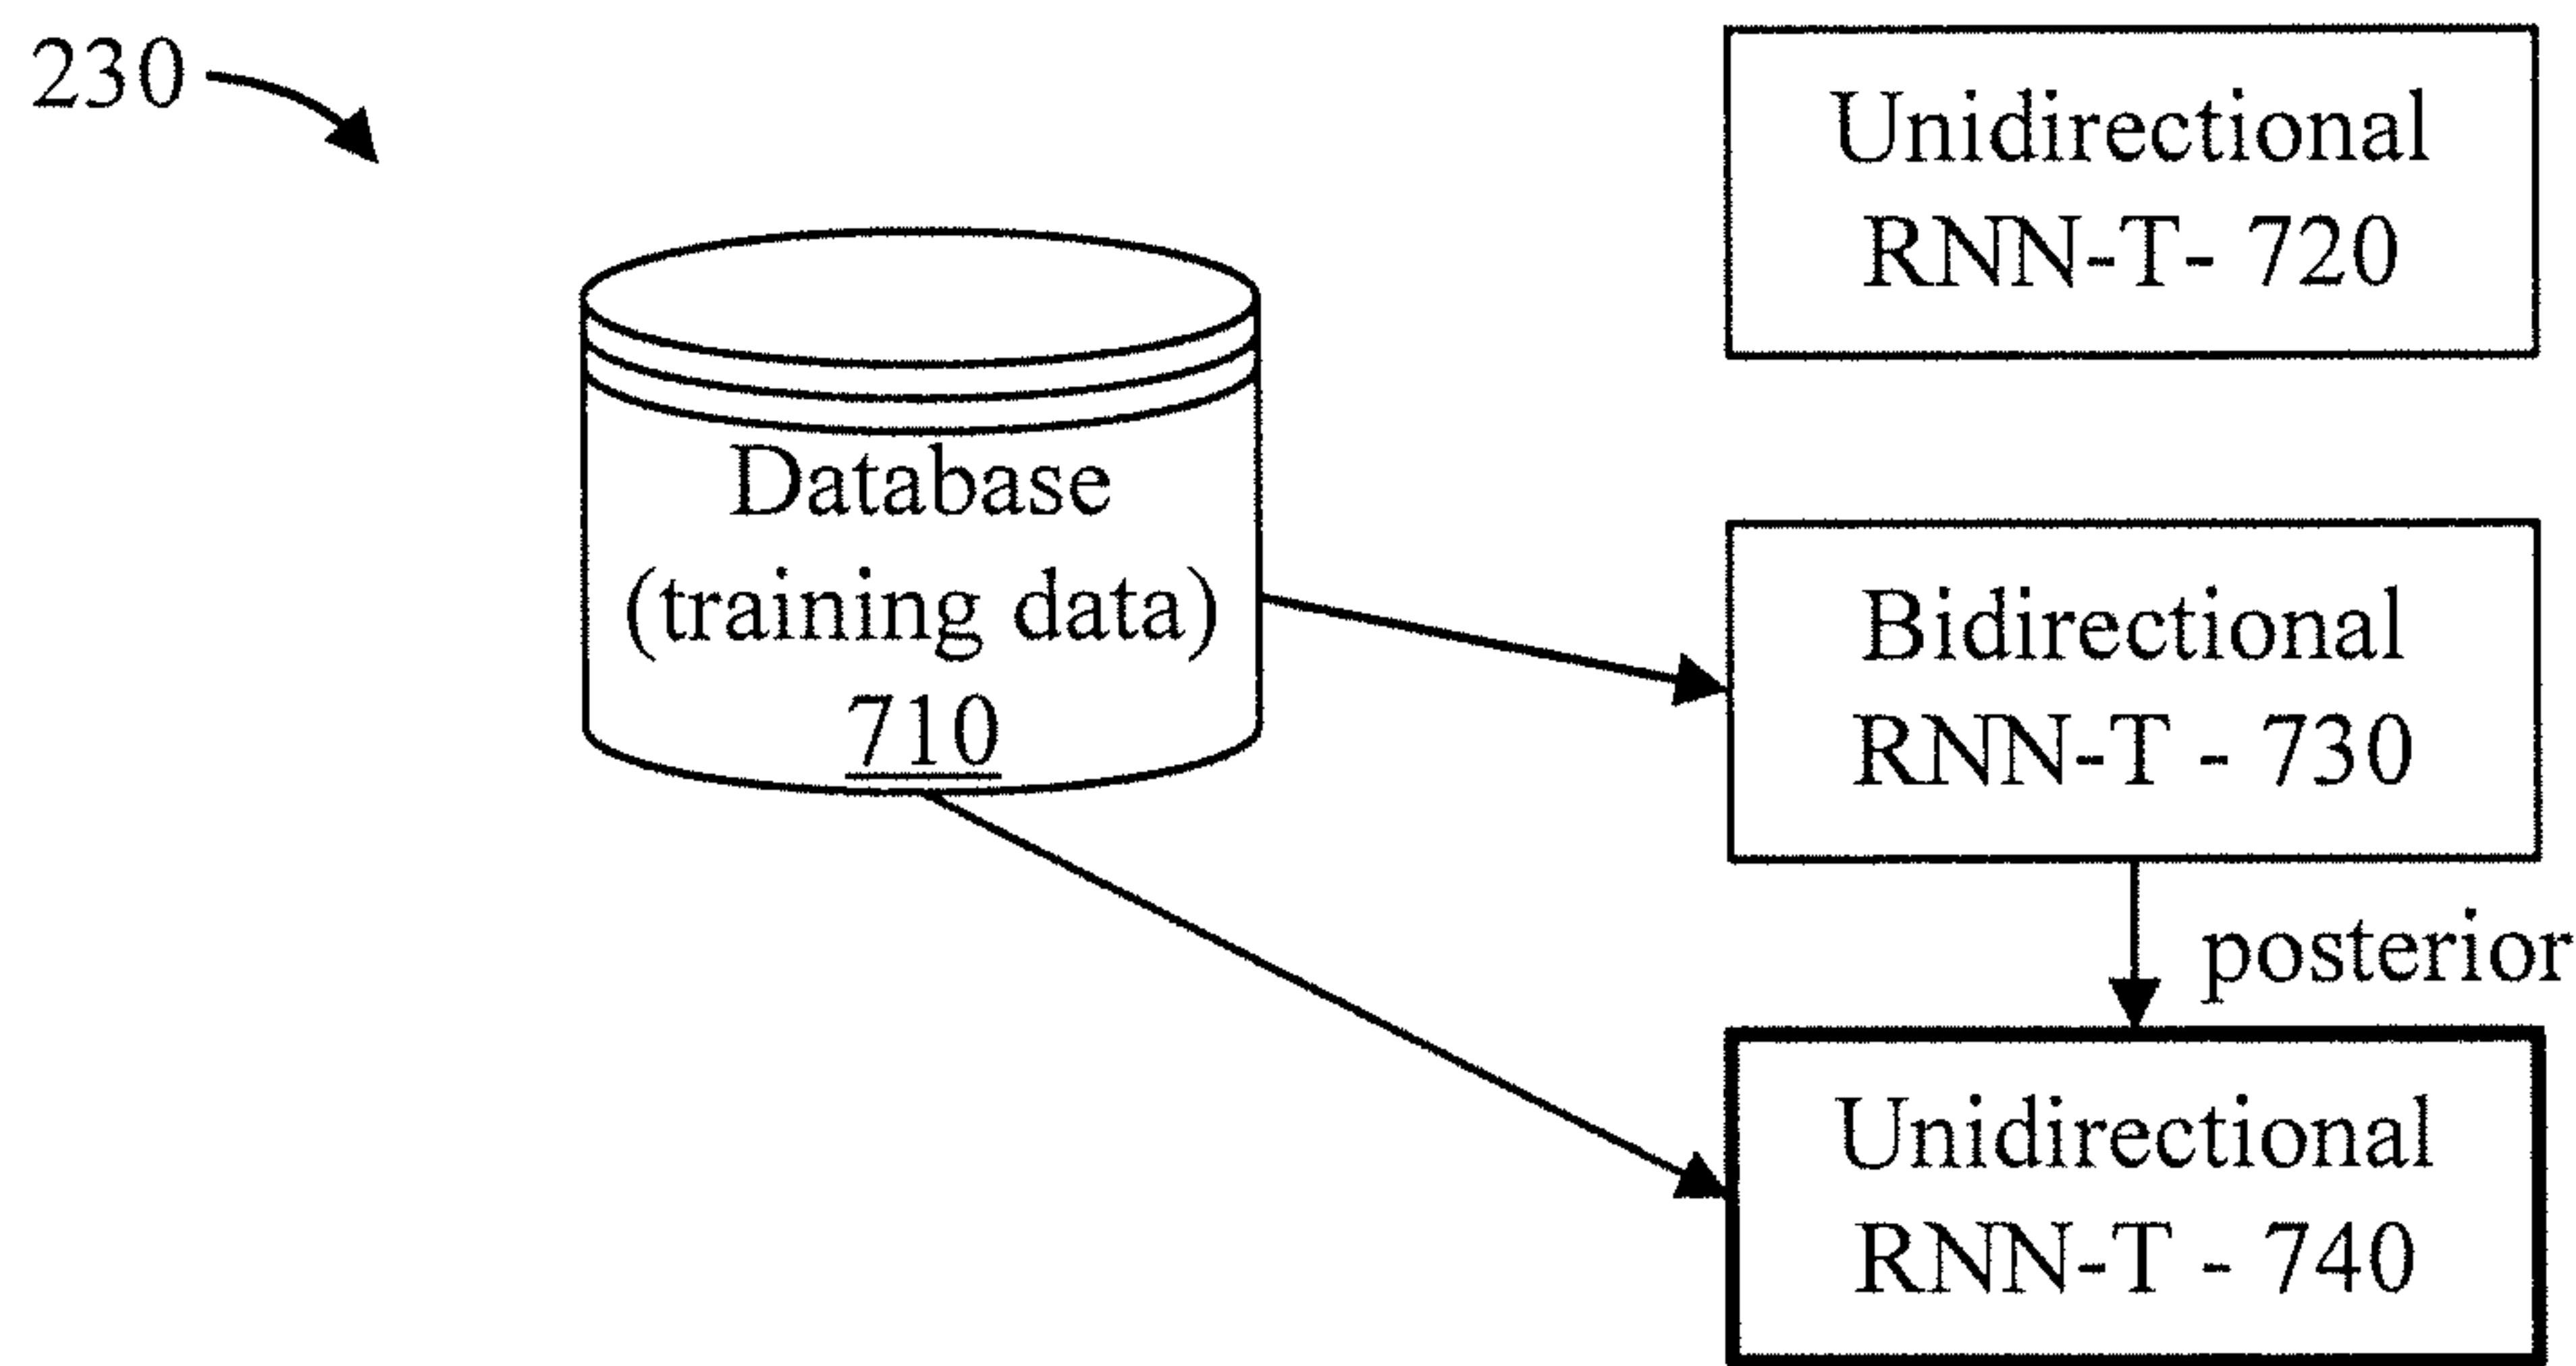 230
Unidirectional
RNN-T- 720
Database
(training data)
710
Bidirectional
RNN-T - 730
posterior
Unidirectional
RNN-T - 740